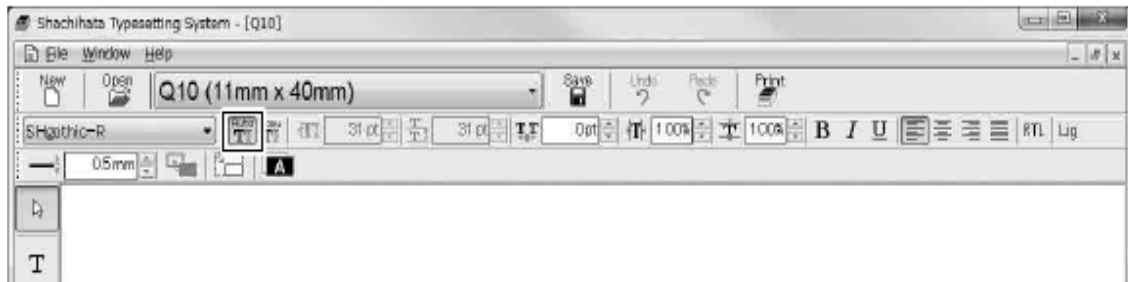 Shachihata Typesetting System - [Q10]
File Window Help
New Open Q10 (11mm x 40mm) Save Undo Redo Print
SHgothic-R 31 pt 31 pt 0pt 100% 100% B I U RTL Lig
0.5mm A
T